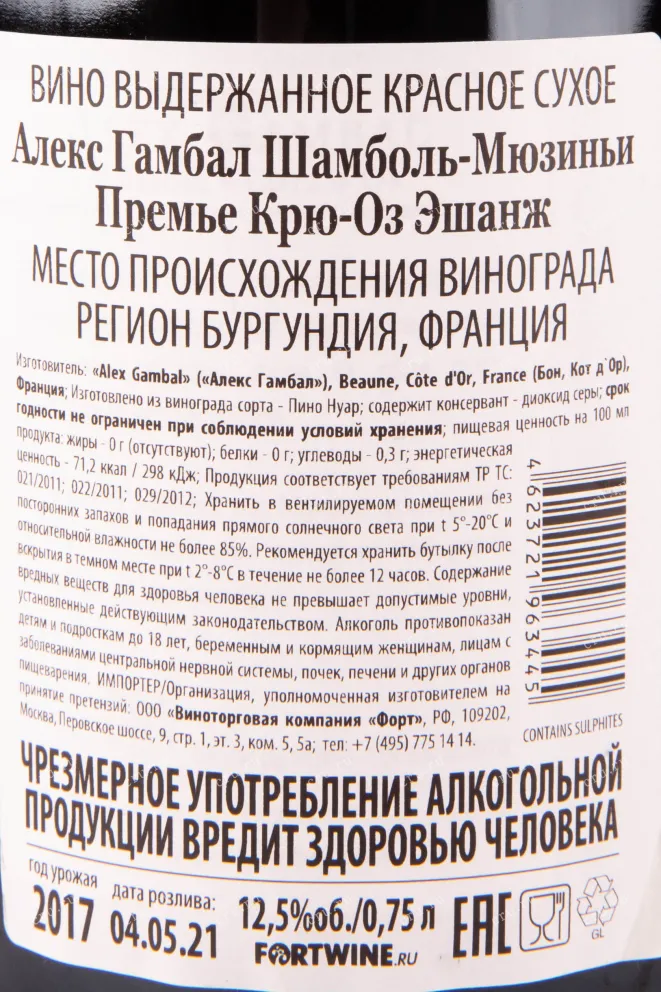 ВИНО ВЫДЕРЖАННОЕ КРАСНОЕ СУХОЕ
Алекс Гамбал Шамболь-Мюзиньи
Премье Крю-Оз Эшанж
МЕСТО ПРОИСХОЖДЕНИЯ ВИНОГРАДА
РЕГИОН БУРГУНДИЯ, ФРАНЦИЯ
Изготовитель: «Alex Gambal» («Алекс Гамбал»), Beaune, Côte d'Or, France (Бон, Кот д`Ор),
Франция; Изготовлено из винограда сорта - Пино Нуар; содержит консервант - диоксид серы; срок
годности не ограничен при соблюдении условий хранения; пищевая ценность на 100 мл
продукта: жиры - 0 г (отсутствуют); белки - 0 г; углеводы - 0,3 г; энергетическая
ценность - 71,2 ккал / 298 кДж; Продукция соответствует требованиям ТР ТС:
021/2011; 022/2011; 029/2012; Хранить в вентилируемом помещении без
посторонних запахов и попадания прямого солнечного света при t 5°-20°С и
относительной влажности не более 85%. Рекомендуется хранить бутылку после
вскрытия в темном месте при t 2°-8°С в течение не более 12 часов. Содержание
вредных веществ для здоровья человека не превышает допустимые уровни,
установленные действующим законодательством. Алкоголь противопоказан
детям и подросткам до 18 лет, беременным и кормящим женщинам, лицам с
заболеваниями центральной нервной системы, почек, печени и других органов
пищеварения. ИМПОРТЕР/Организация, уполномоченная изготовителем на
принятие претензий: ООО «Виноторговая компания «Форт», РФ, 109202,
Москва, Перовское шоссе, 9, стр. 1, эт. 3, ком. 5, 5а; тел: +7 (495) 775 14 14.
4 623721 963445
CONTAINS SULPHITES
ЧРЕЗМЕРНОЕ УПОТРЕБЛЕНИЕ АЛКОГОЛЬНОЙ
ПРОДУКЦИИ ВРЕДИТ ЗДОРОВЬЮ ЧЕЛОВЕКА
год урожая
2017
дата розлива:
04.05.21
12,5%об./0,75 л
FORTWINE.RU
EAC
GL